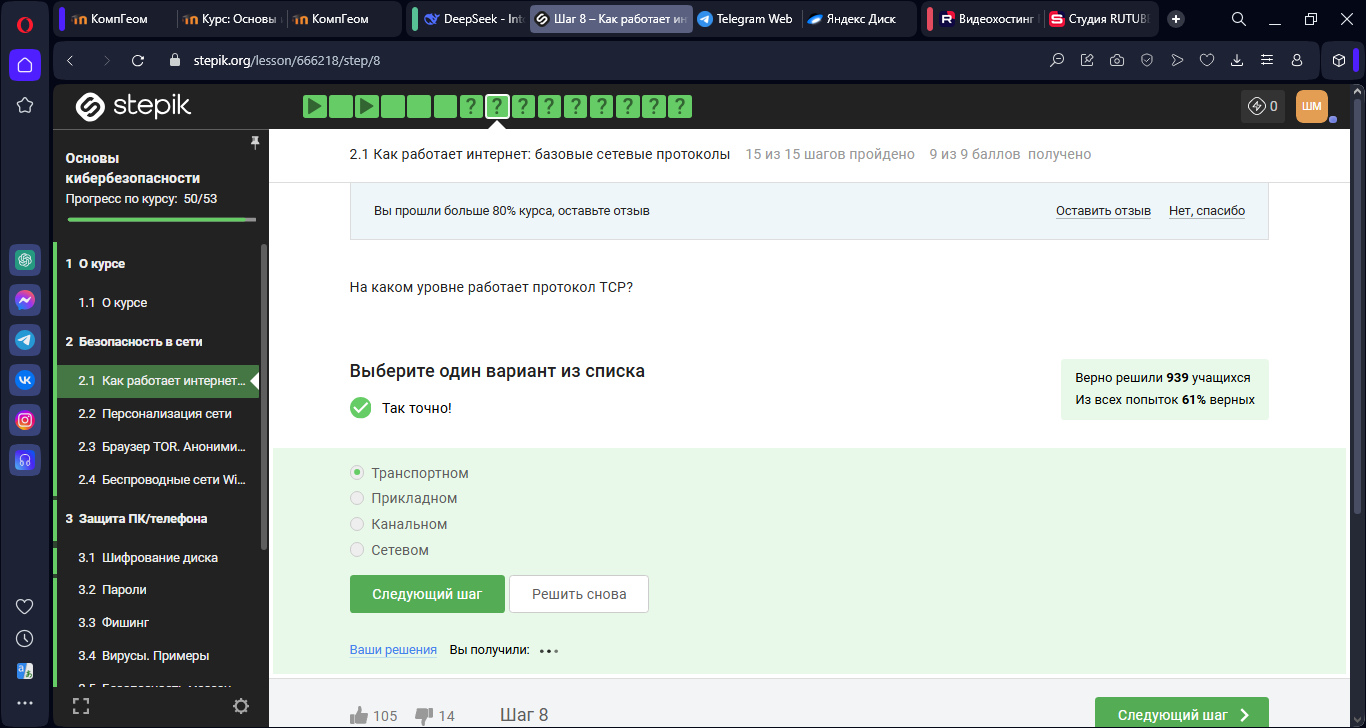 КомпГеом
Курс: Основы
КомпГеом
DeepSeek - Int
Шаг 8 – Как работает ин
Telegram Web
Яндекс Диск
Видеохостинг
Студия RUTUBE
stepik.org/lesson/666218/step/8
stepik
0
ШМ
Основы
кибербезопасности
Прогресс по курсу: 50/53
2.1 Как работает интернет: базовые сетевые протоколы 15 из 15 шагов пройдено 9 из 9 баллов получено
Вы прошли больше 80% курса, оставьте отзыв
Оставить отзыв
Нет, спасибо
1 О курсе
1.1 О курсе
2 Безопасность в сети
2.1 Как работает интернет...
2.2 Персонализация сети
2.3 Браузер TOR. Аноними...
2.4 Беспроводные сети Wi...
3 Защита ПК/телефона
3.1 Шифрование диска
3.2 Пароли
3.3 Фишинг
3.4 Вирусы. Примеры
На каком уровне работает протокол TCP?
Выберите один вариант из списка
Так точно!
Верно решили 939 учащихся
Из всех попыток 61% верных
Транспортном
Прикладном
Канальном
Сетевом
Следующий шаг
Решить снова
Ваши решения Вы получили:
105
14
Шаг 8
Следующий шаг